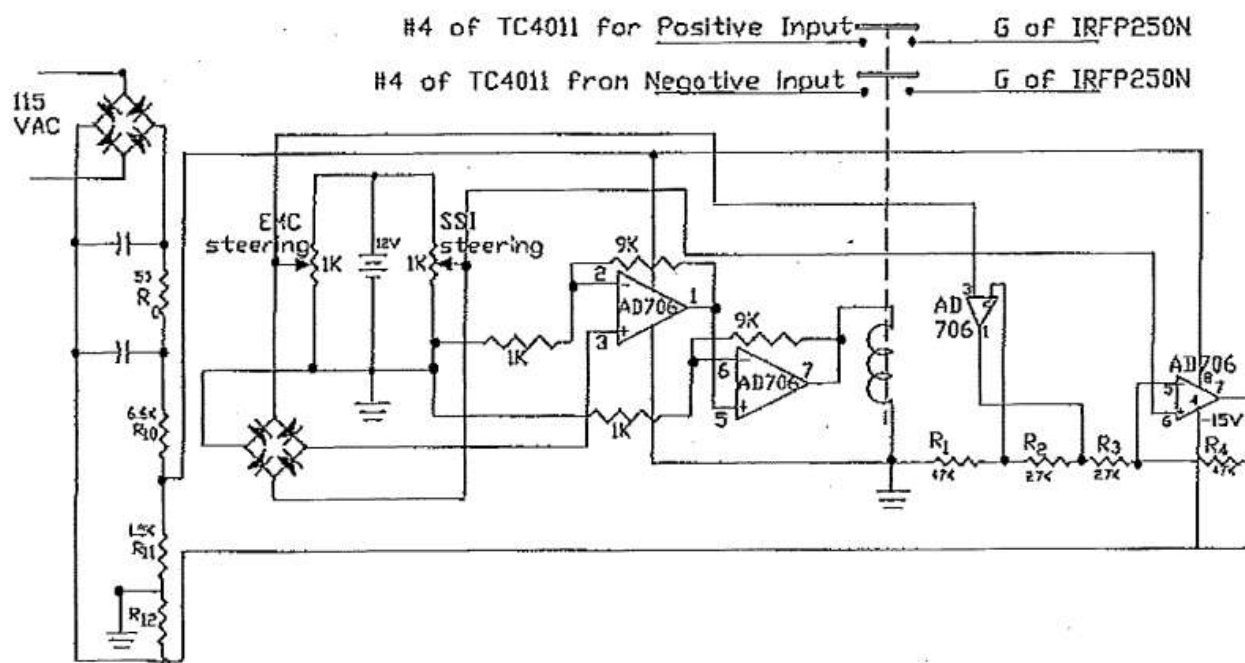 #4 of TC4011 for Positive Input
G of IRFP250N
#4 of TC4011 from Negative Input
G of IRFP250N
115
VAC
EMC
steering
1K
12V
SSI
steering
1K
9K
2
-
AD706
1
+
3
1K
9K
6
-
AD706
7
+
5
1K
3
2
AD
706
1
AD706
8
5
7
4
+
6
-15V
R
R10
R11
R12
R1
47K
R2
27K
R3
27K
R4
47K